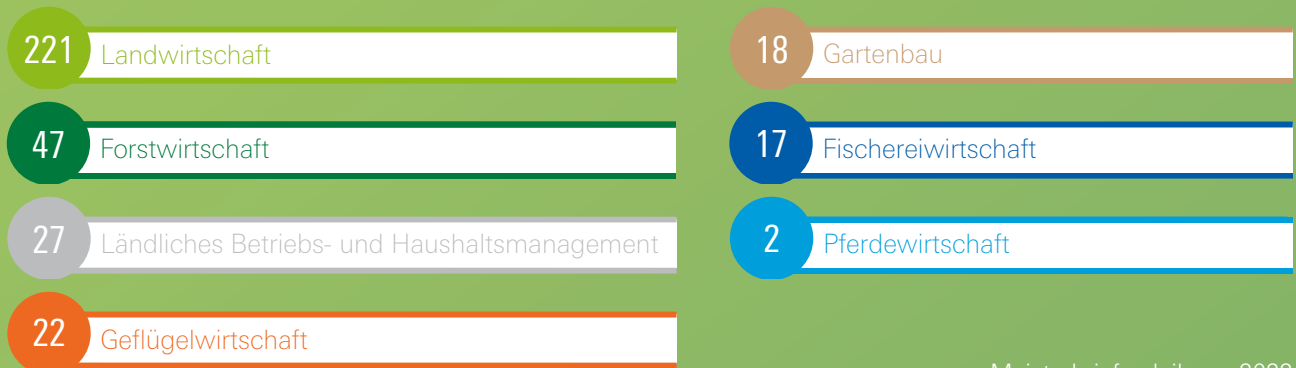 221 Landwirtschaft
47 Forstwirtschaft
27 Ländliches Betriebs- und Haushaltsmanagement
22 Geflügelwirtschaft
18 Gartenbau
17 Fischereiwirtschaft
2 Pferdewirtschaft